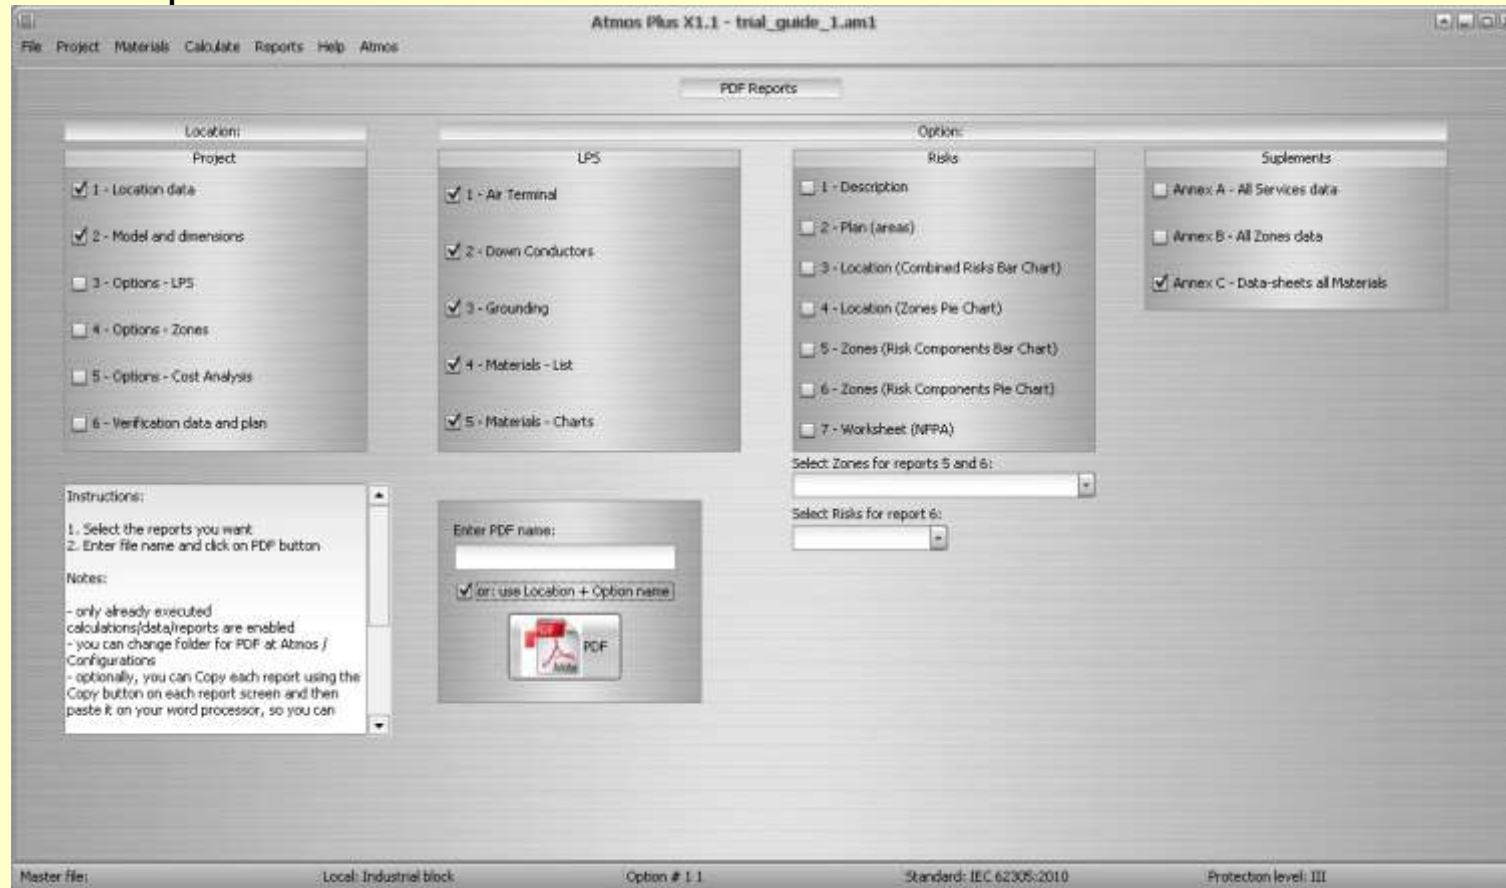 Atmos Plus X1.1 - trial_guide_1.am1
File Project Materials Calculate Reports Help Atmos
PDF Reports
Location:
Project
1 - Location data
2 - Model and dimensions
3 - Options - LPS
4 - Options - Zones
5 - Options - Cost Analysis
6 - Verification data and plan
Option:
LPS
1 - Air Terminal
2 - Down Conductors
3 - Grounding
4 - Materials - List
5 - Materials - Charts
Risks
1 - Description
2 - Plan (areas)
3 - Location (Combined Risks Bar Chart)
4 - Location (Zones Pie Chart)
5 - Zones (Risk Components Bar Chart)
6 - Zones (Risk Components Pie Chart)
7 - Worksheet (NFPA)
Select Zones for reports 5 and 6:
Select Risks for report 6:
Suplements
Annex A - All Services data
Annex B - All Zones data
Annex C - Data-sheets all Materials
Instructions:
1. Select the reports you want
2. Enter file name and click on PDF button
Notes:
- only already executed
calculations/data/reports are enabled
- you can change folder for PDF at Atmos /
Configurations
- optionally, you can Copy each report using the
Copy button on each report screen and then
paste it on your word processor, so you can
Enter PDF name:
or: use Location + Option name
PDF
Master file:
Local: Industrial block
Option # 1 1
Standard: IEC 62305:2010
Protection level: III